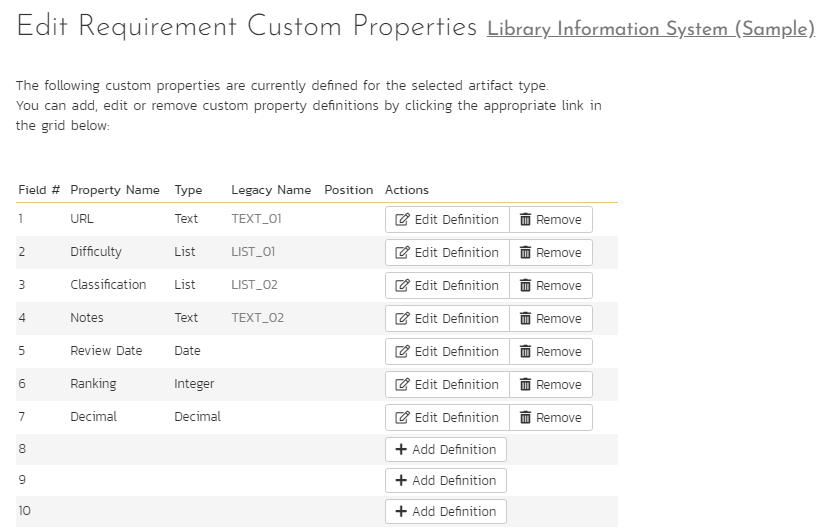 Edit Requirement Custom Properties Library Information System (Sample)
The following custom properties are currently defined for the selected artifact type.
You can add, edit or remove custom property definitions by clicking the appropriate link in
the grid below:
Field # Property Name Type Legacy Name Position Actions
1 URL Text TEXT_01 Edit Definition Remove
2 Difficulty List LIST_01 Edit Definition Remove
3 Classification List LIST_02 Edit Definition Remove
4 Notes Text TEXT_02 Edit Definition Remove
5 Review Date Date Edit Definition Remove
6 Ranking Integer Edit Definition Remove
7 Decimal Decimal Edit Definition Remove
8 + Add Definition
9 + Add Definition
10 + Add Definition